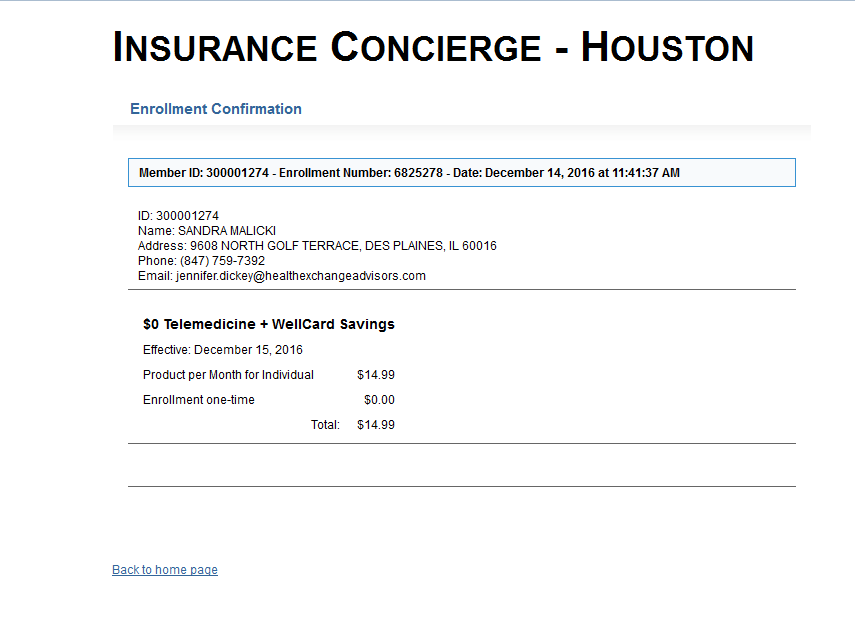 INSURANCE CONCIERGE - HOUSTON
Enrollment Confirmation
Member ID: 300001274 - Enrollment Number: 6825278 - Date: December 14, 2016 at 11:41:37 AM
ID: 300001274
Name: SANDRA MALICKI
Address: 9608 NORTH GOLF TERRACE, DES PLAINES, IL 60016
Phone: (847) 759-7392
Email: jennifer.dickey@healthexchangeadvisors.com
$0 Telemedicine + WellCard Savings
Effective: December 15, 2016
Product per Month for Individual $14.99
Enrollment one-time $0.00
Total: $14.99
Back to home page